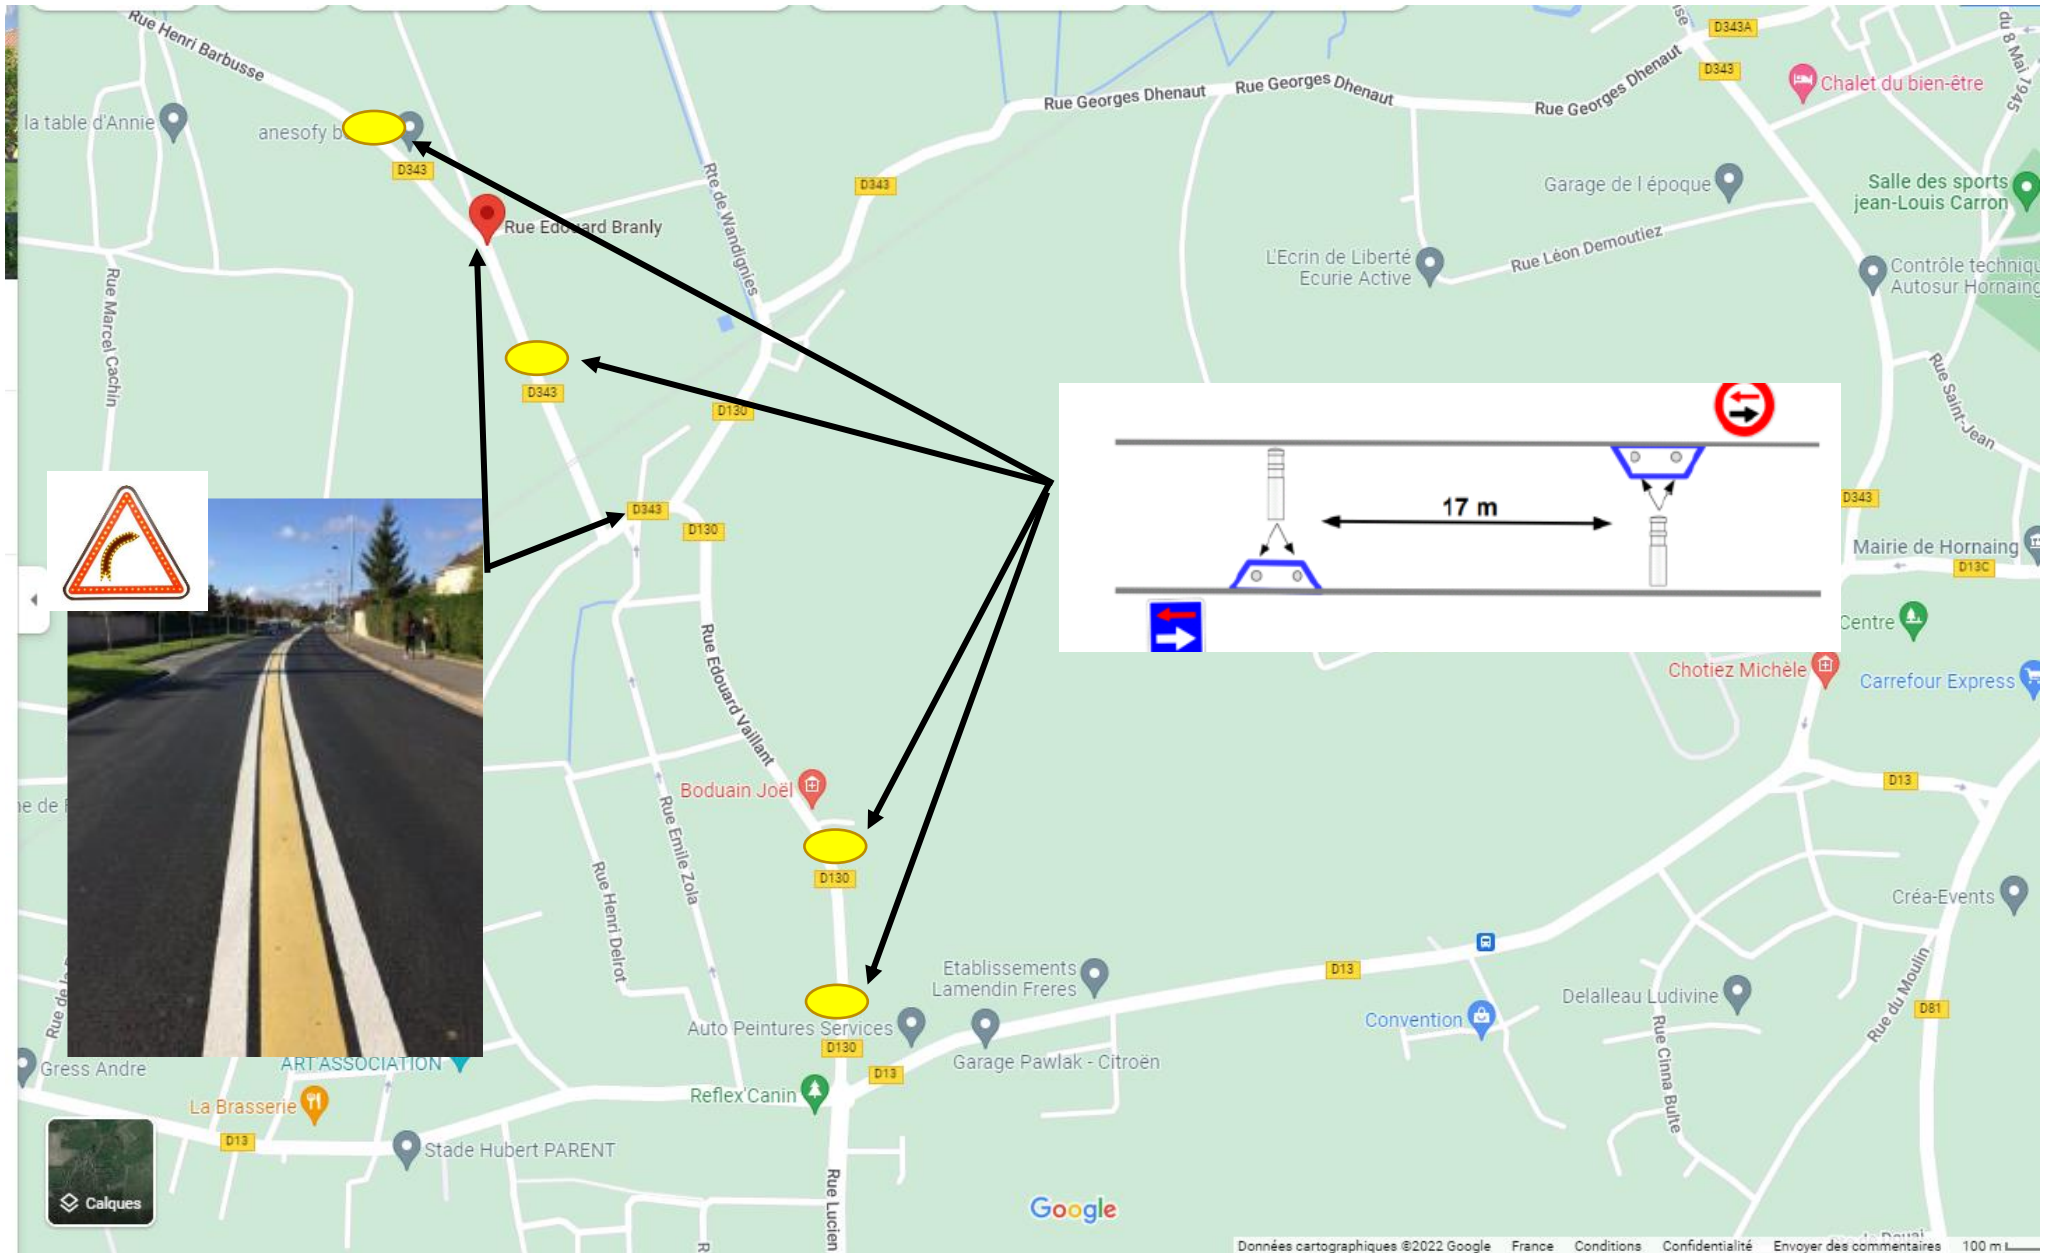 Rue Henri Barbusse
la table d'Annie
anesofy b
D343
Rue Edouard Branly
Rte de Wandignies
D343
Rue Georges Dhenaut
Rue Georges Dhenaut
Rue Georges Dhenaut
D343A
D343
du 8 Mai 1945
Chalet du bien-être
Garage de l époque
Salle des sports
jean-Louis Carron
L'Ecrin de Liberté
Ecurie Active
Rue Léon Demoutiez
Contrôle techniqu
Autosur Hornaing
Rue Marcel Cachin
D343
D130
Rue Saint-Jean
17 m
D343
D343
D130
Mairie de Hornaing
D13C
Centre
Chotiez Michèle
Carrefour Express
Rue Edouard Vaillant
Boduain Joël
Rue Emile Zola
D13
D130
Rue Henri Delrot
Créa-Events
Etablissements
Lamendin Freres
D13
Delalleau Ludivine
Rue du Moulin
D81
Auto Peintures Services
Convention
Rue Cinna Bulte
D130
Garage Pawlak - Citroën
D13
Rue de
Gress Andre
ART ASSOCIATION
Reflex'Canin
La Brasserie
D13
Stade Hubert PARENT
Rue Lucien
Calques
Google
Données cartographiques ©2022 Google France Conditions Confidentialité Envoyer des commentaires 100 m